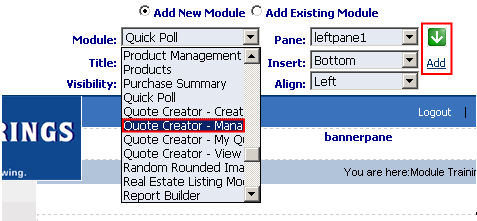 Add New Module Add Existing Module
Module: Quick Poll Pane: leftpane1
Title: Insert: Bottom Add
Visibility: Align: Left
Product Management
Products
Purchase Summary
Quick Poll
Quote Creator - Creat
Quote Creator - Mana
Quote Creator - My Q
Quote Creator - View
Random Rounded Ima
Real Estate Listing Mo
Report Builder
Logout |
RINGS
bannerpane
wing.
You are here:Module Trainin